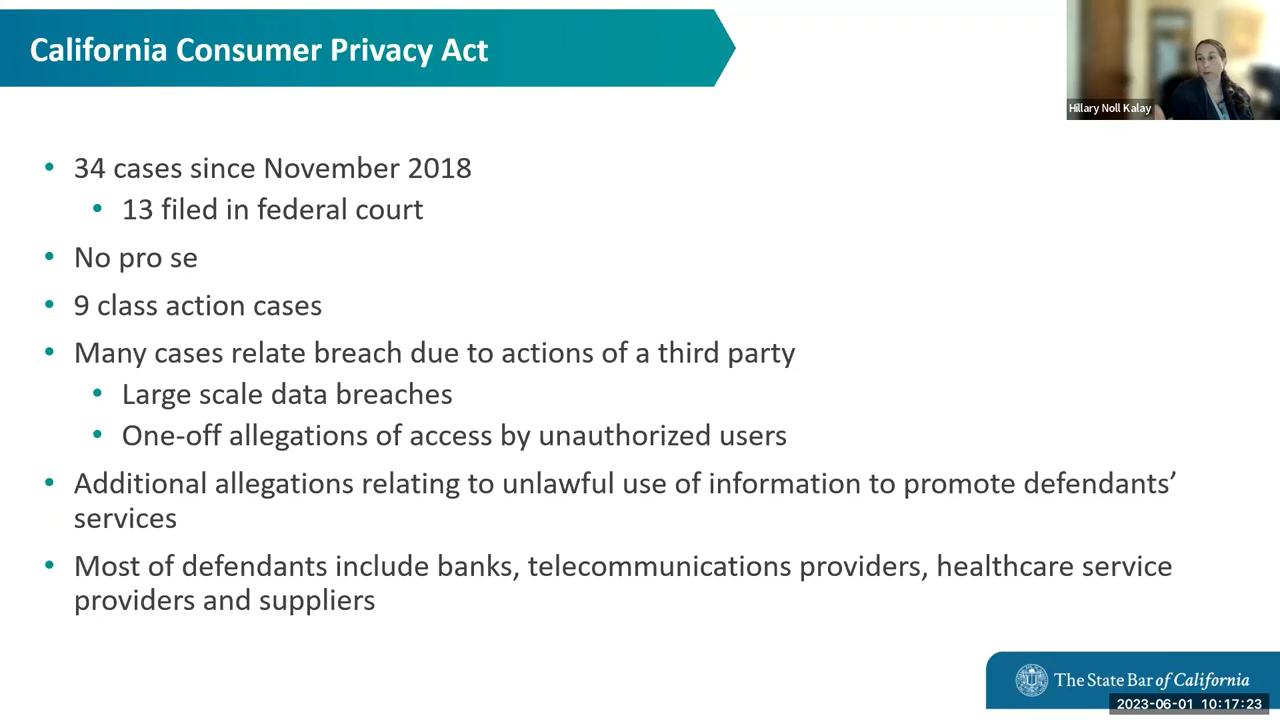 California Consumer Privacy Act
Hillary Noll Kalay
• 34 cases since November 2018
• 13 filed in federal court
• No pro se
• 9 class action cases
• Many cases relate breach due to actions of a third party
• Large scale data breaches
• One-off allegations of access by unauthorized users
• Additional allegations relating to unlawful use of information to promote defendants’
services
• Most of defendants include banks, telecommunications providers, healthcare service
providers and suppliers
The State Bar of California
2023-06-01 10:17:23